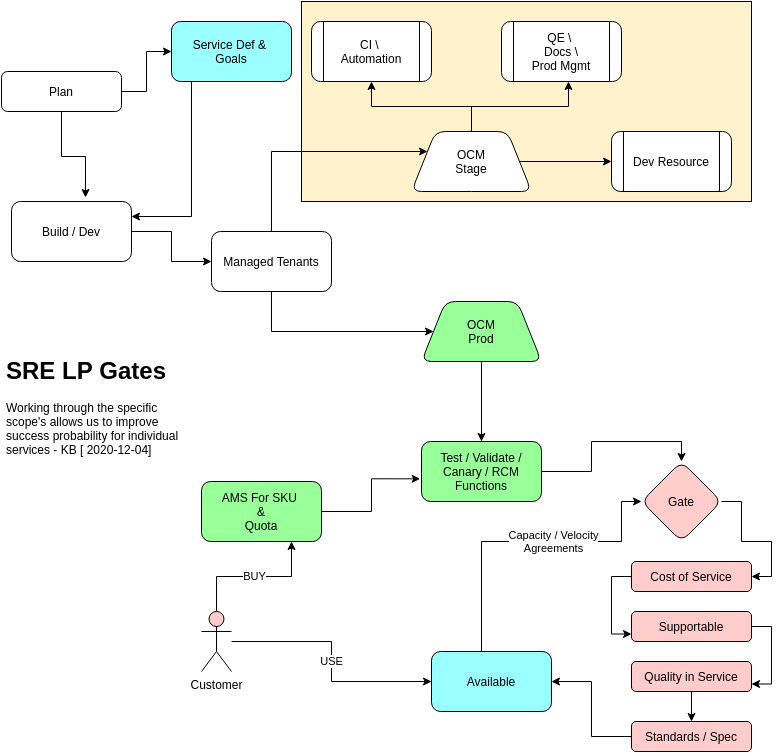 Service Def &
Goals
CI \
Automation
QE \
Docs \
Prod Mgmt
Plan
OCM
Stage
Dev Resource
Build / Dev
Managed Tenants
OCM
Prod
SRE LP Gates
Working through the specific
scope's allows us to improve
success probability for individual
services - KB [ 2020-12-04]
Test / Validate /
Canary / RCM
Functions
AMS For SKU
&
Quota
Gate
Capacity / Velocity
Agreements
Cost of Service
BUY
Supportable
USE
Quality in Service
Available
Customer
Standards / Spec